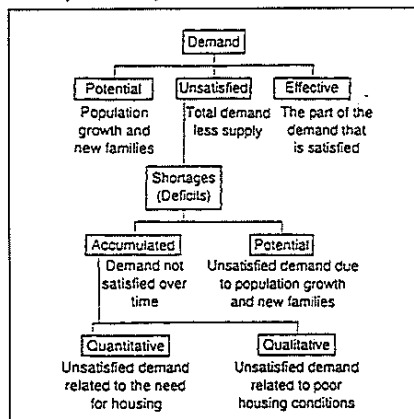 Demand
Potential Unsatisfied Effective
Population Total demand The part of the
growth and less supply demand that
new families is satisfied
Shortages
(Deficits)
Accumulated Potential
Demand not Unsatisfied demand due
satisfied over to population growth
time and new families
Quantitative Qualitative
Unsatisfied demand Unsatisfied demand
related to the need related to poor
for housing housing conditions